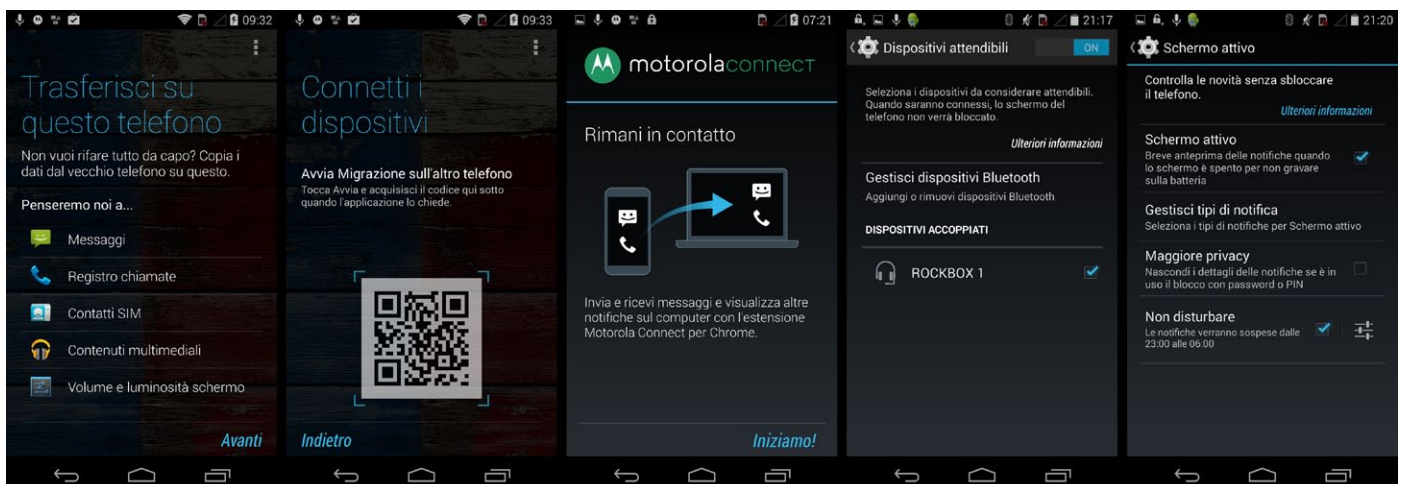 09:32
Trasferisci su
questo telefono
Non vuoi rifare tutto da capo? Copia i
dati dal vecchio telefono su questo.
Penseremo noi a...
Messaggi
Registro chiamate
Contatti SIM
Contenuti multimediali
Volume e luminosità schermo
Avanti
09:33
Connetti i
dispositivi
Avvia Migrazione sull'altro telefono
Tocca Avvia e acquisisci il codice qui sotto
quando l'applicazione lo chiede.
Indietro
07:21
motorolaconnect
Rimani in contatto
Invia e ricevi messaggi e visualizza altre
notifiche sul computer con l'estensione
Motorola Connect per Chrome.
Iniziamo!
21:17
Dispositivi attendibili
ON
Seleziona i dispositivi da considerare attendibili.
Quando saranno connessi, lo schermo del
telefono non verrà bloccato.
Ulteriori informazioni
Gestisci dispositivi Bluetooth
Aggiungi o rimuovi dispositivi Bluetooth
DISPOSITIVI ACCOPPIATI
ROCKBOX 1
21:20
Schermo attivo
Controlla le novità senza sbloccare
il telefono.
Ulteriori informazioni
Schermo attivo
Breve anteprima delle notifiche quando
lo schermo è spento per non gravare
sulla batteria
Gestisci tipi di notifica
Seleziona i tipi di notifiche per Schermo attivo
Maggiore privacy
Nascondi i dettagli delle notifiche se è in
uso il blocco con password o PIN
Non disturbare
Le notifiche verranno sospese dalle
23:00 alle 06:00